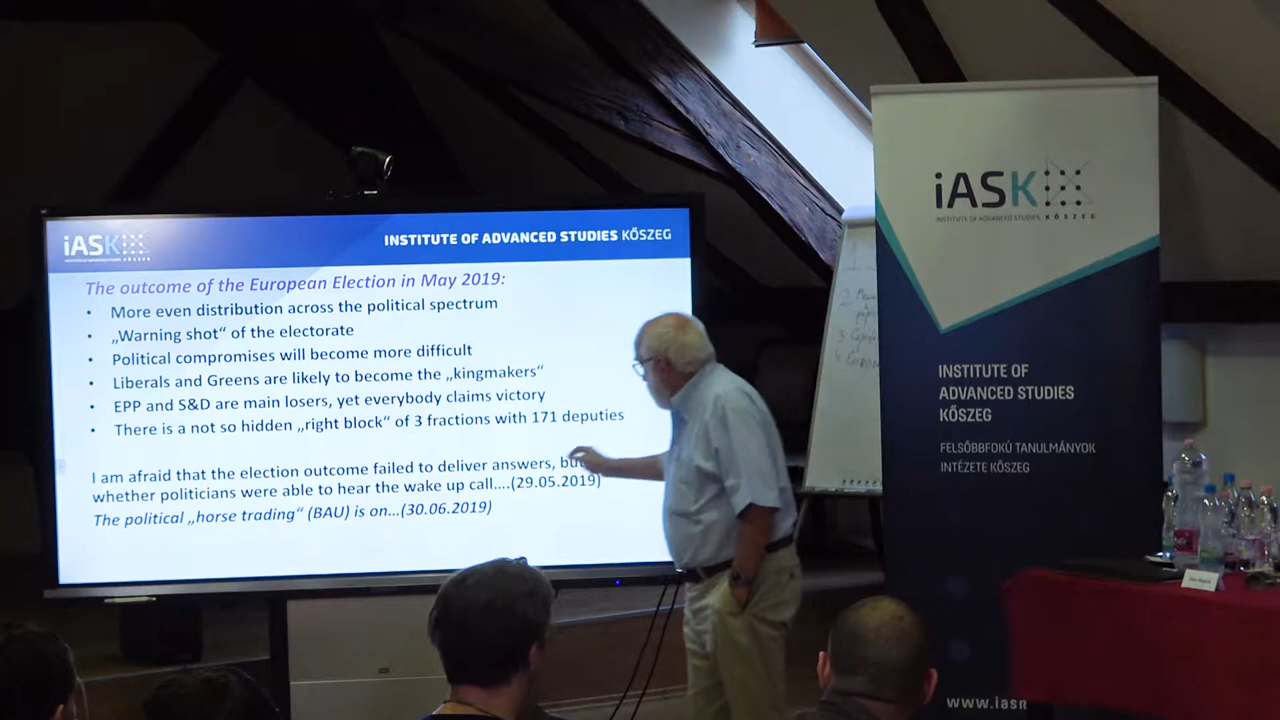 iASK
INSTITUTE OF ADVANCED STUDIES KŐSZEG
The outcome of the European Election in May 2019:
• More even distribution across the political spectrum
• „Warning shot“ of the electorate
• Political compromises will become more difficult
• Liberals and Greens are likely to become the „kingmakers“
• EPP and S&D are main losers, yet everybody claims victory
• There is a not so hidden „right block“ of 3 fractions with 171 deputies
I am afraid that the election outcome failed to deliver answers, but
whether politicians were able to hear the wake up call....(29.05.2019)
The political „horse trading“ (BAU) is on...(30.06.2019)
iASK
INSTITUTE OF ADVANCED STUDIES KŐSZEG
INSTITUTE OF
ADVANCED STUDIES
KŐSZEG
FELSŐBBFOKÚ TANULMÁNYOK
INTÉZETE KŐSZEG
www.iask